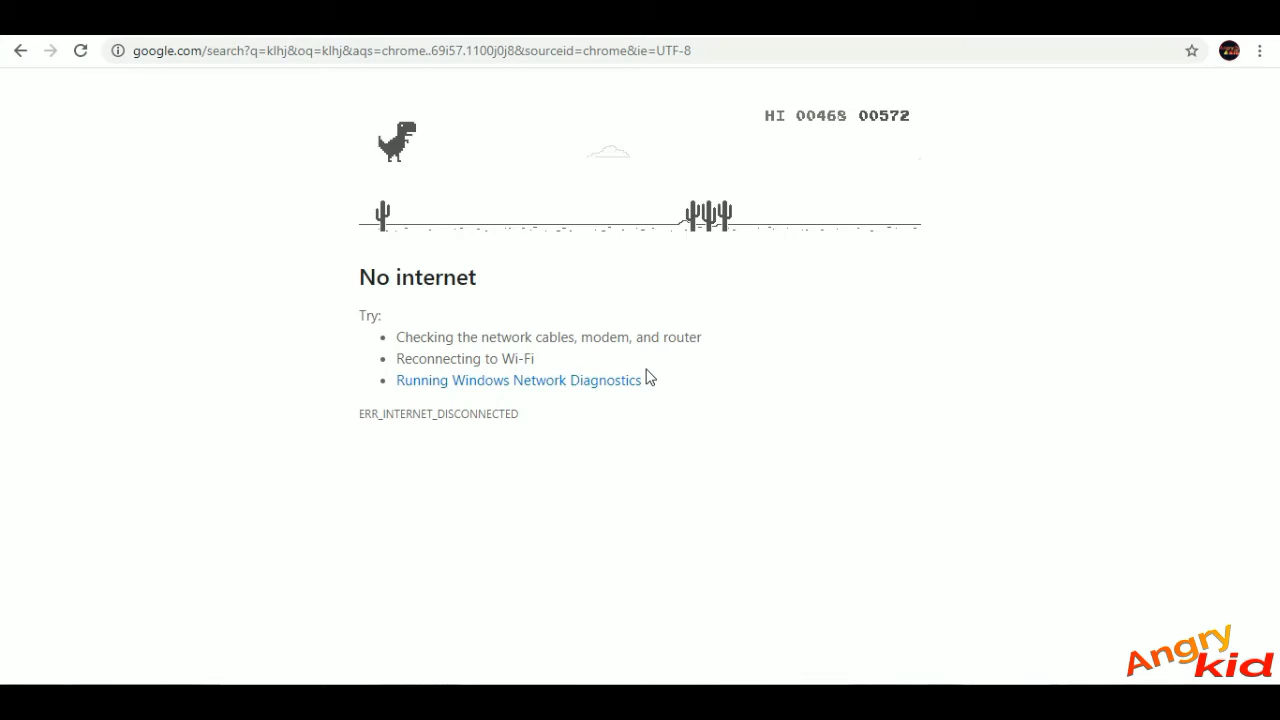 google.com/search?q=klhj&oq=klhj&aqs=chrome..69i57.1100j0j8&sourceid=chrome&ie=UTF-8
HI 00468 00572
No internet
Try:
Checking the network cables, modem, and router
Reconnecting to Wi-Fi
Running Windows Network Diagnostics
ERR_INTERNET_DISCONNECTED
Angry
kid